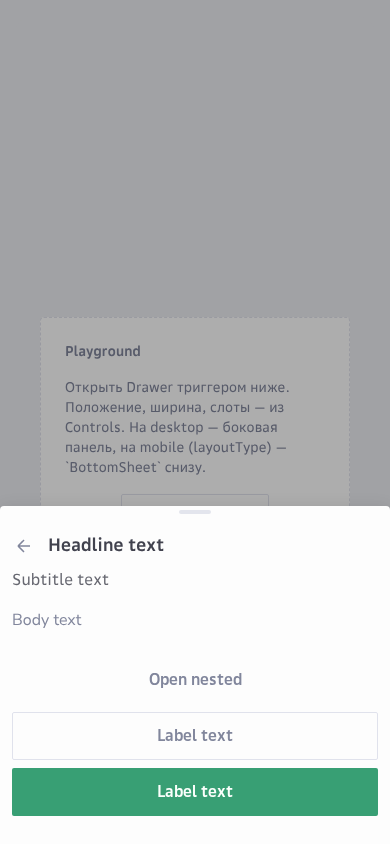 Playground
Открыть Drawer триггером ниже.
Положение, ширина, слоты — из
Controls. На desktop — боковая
панель, на mobile (layoutType) —
`BottomSheet` снизу.
Headline text
Subtitle text
Body text
Open nested
Label text
Label text